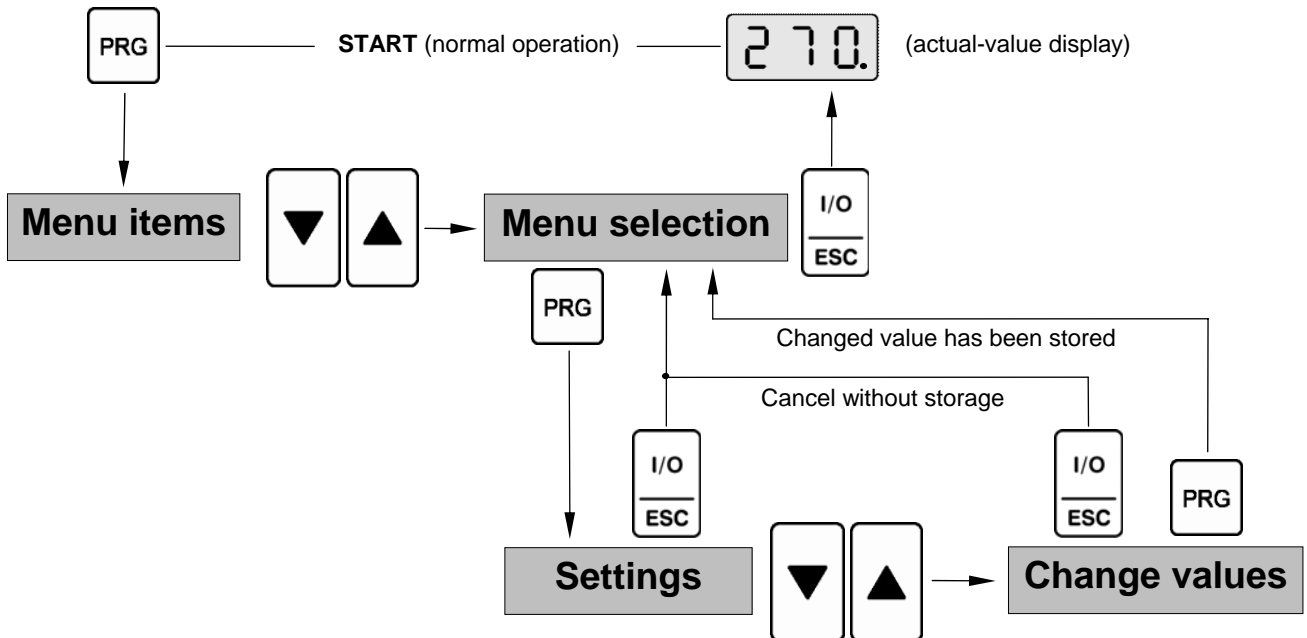 PRG
START (normal operation)
270.
(actual-value display)
Menu items
Menu selection
I/O
ESC
PRG
Changed value has been stored
Cancel without storage
I/O
ESC
I/O
ESC
PRG
Settings
Change values